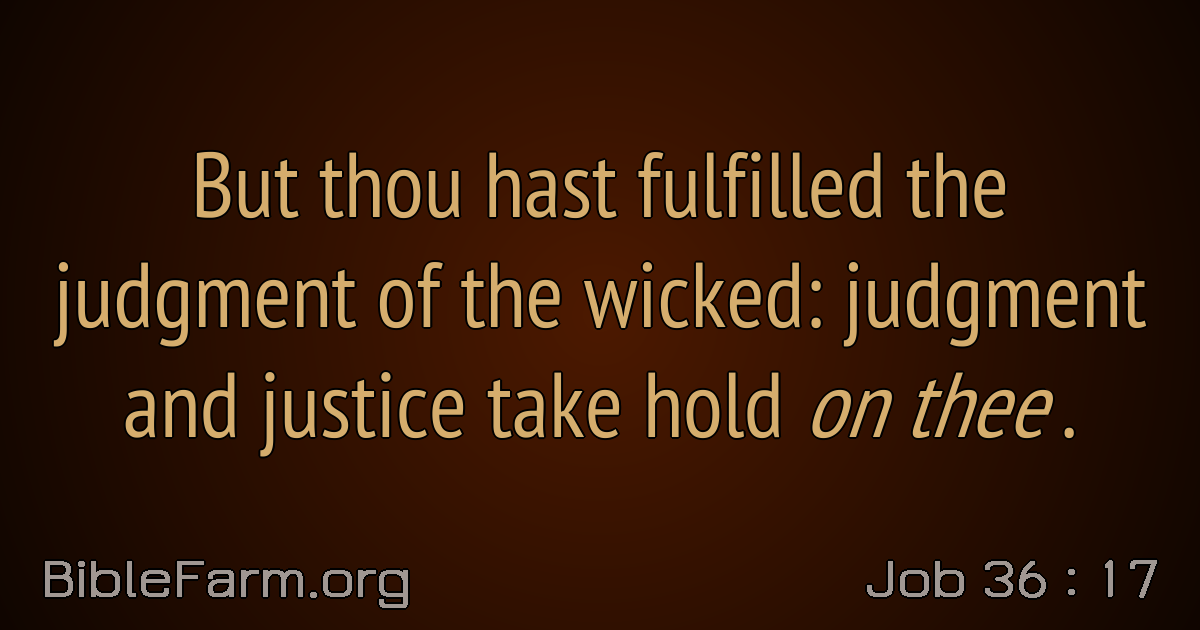 But thou hast fulfilled the
judgment of the wicked: judgment
and justice take hold on thee .
BibleFarm.org
Job 36 : 17